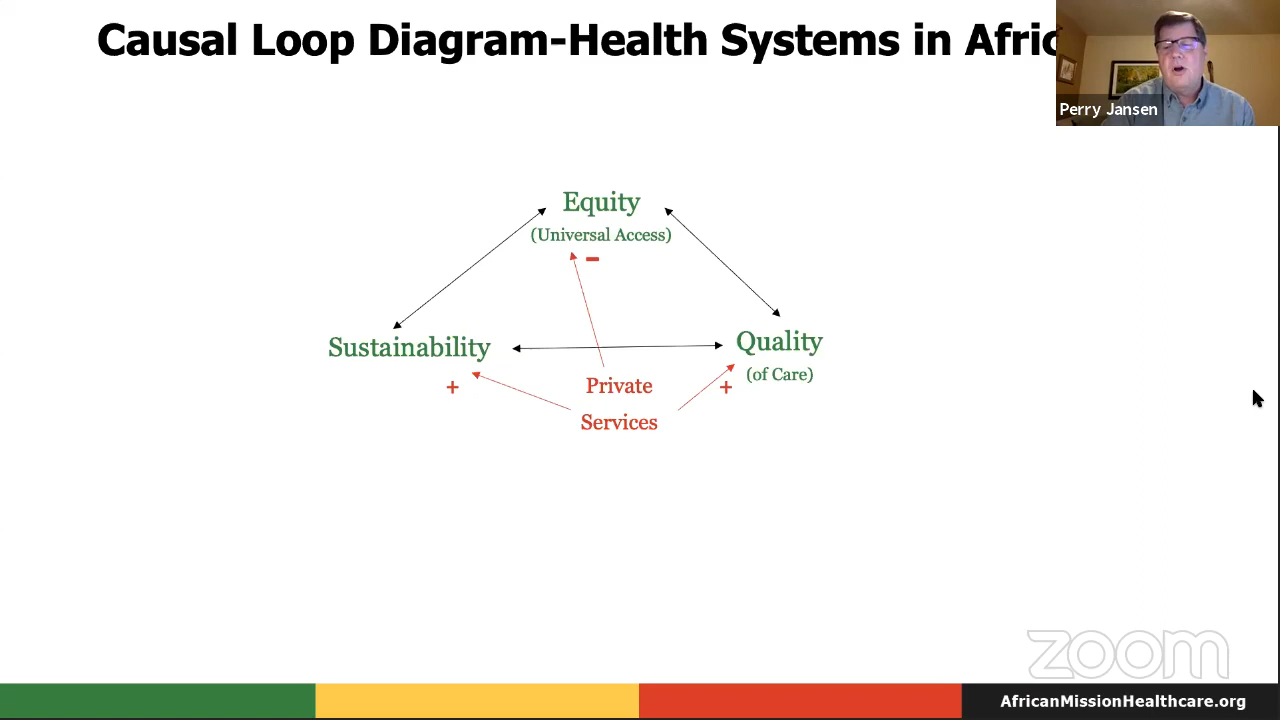 Causal Loop Diagram-Health Systems in Afric
Perry Jansen
Equity
(Universal Access)
−
Sustainability
Quality
(of Care)
+
Private
+
Services
zoom
AfricanMissionHealthcare.org